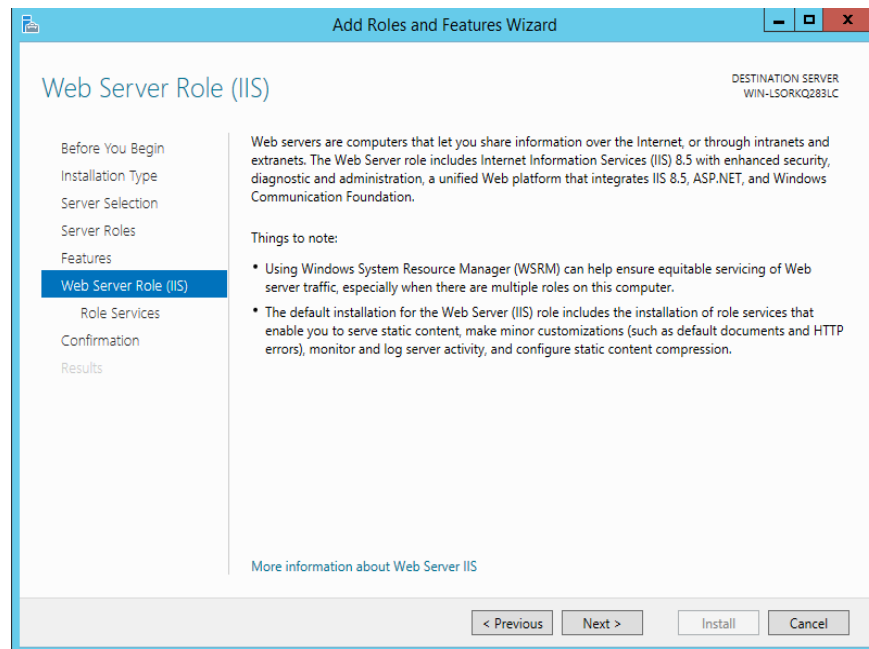 Add Roles and Features Wizard
Web Server Role (IIS)
DESTINATION SERVER
WIN-LSORKQ283LC
Before You Begin
Installation Type
Server Selection
Server Roles
Features
Web Server Role (IIS)
Role Services
Confirmation
Results
Web servers are computers that let you share information over the Internet, or through intranets and
extranets. The Web Server role includes Internet Information Services (IIS) 8.5 with enhanced security,
diagnostic and administration, a unified Web platform that integrates IIS 8.5, ASP.NET, and Windows
Communication Foundation.
Things to note:
• Using Windows System Resource Manager (WSRM) can help ensure equitable servicing of Web
server traffic, especially when there are multiple roles on this computer.
• The default installation for the Web Server (IIS) role includes the installation of role services that
enable you to serve static content, make minor customizations (such as default documents and HTTP
errors), monitor and log server activity, and configure static content compression.
More information about Web Server IIS
< Previous
Next >
Install
Cancel